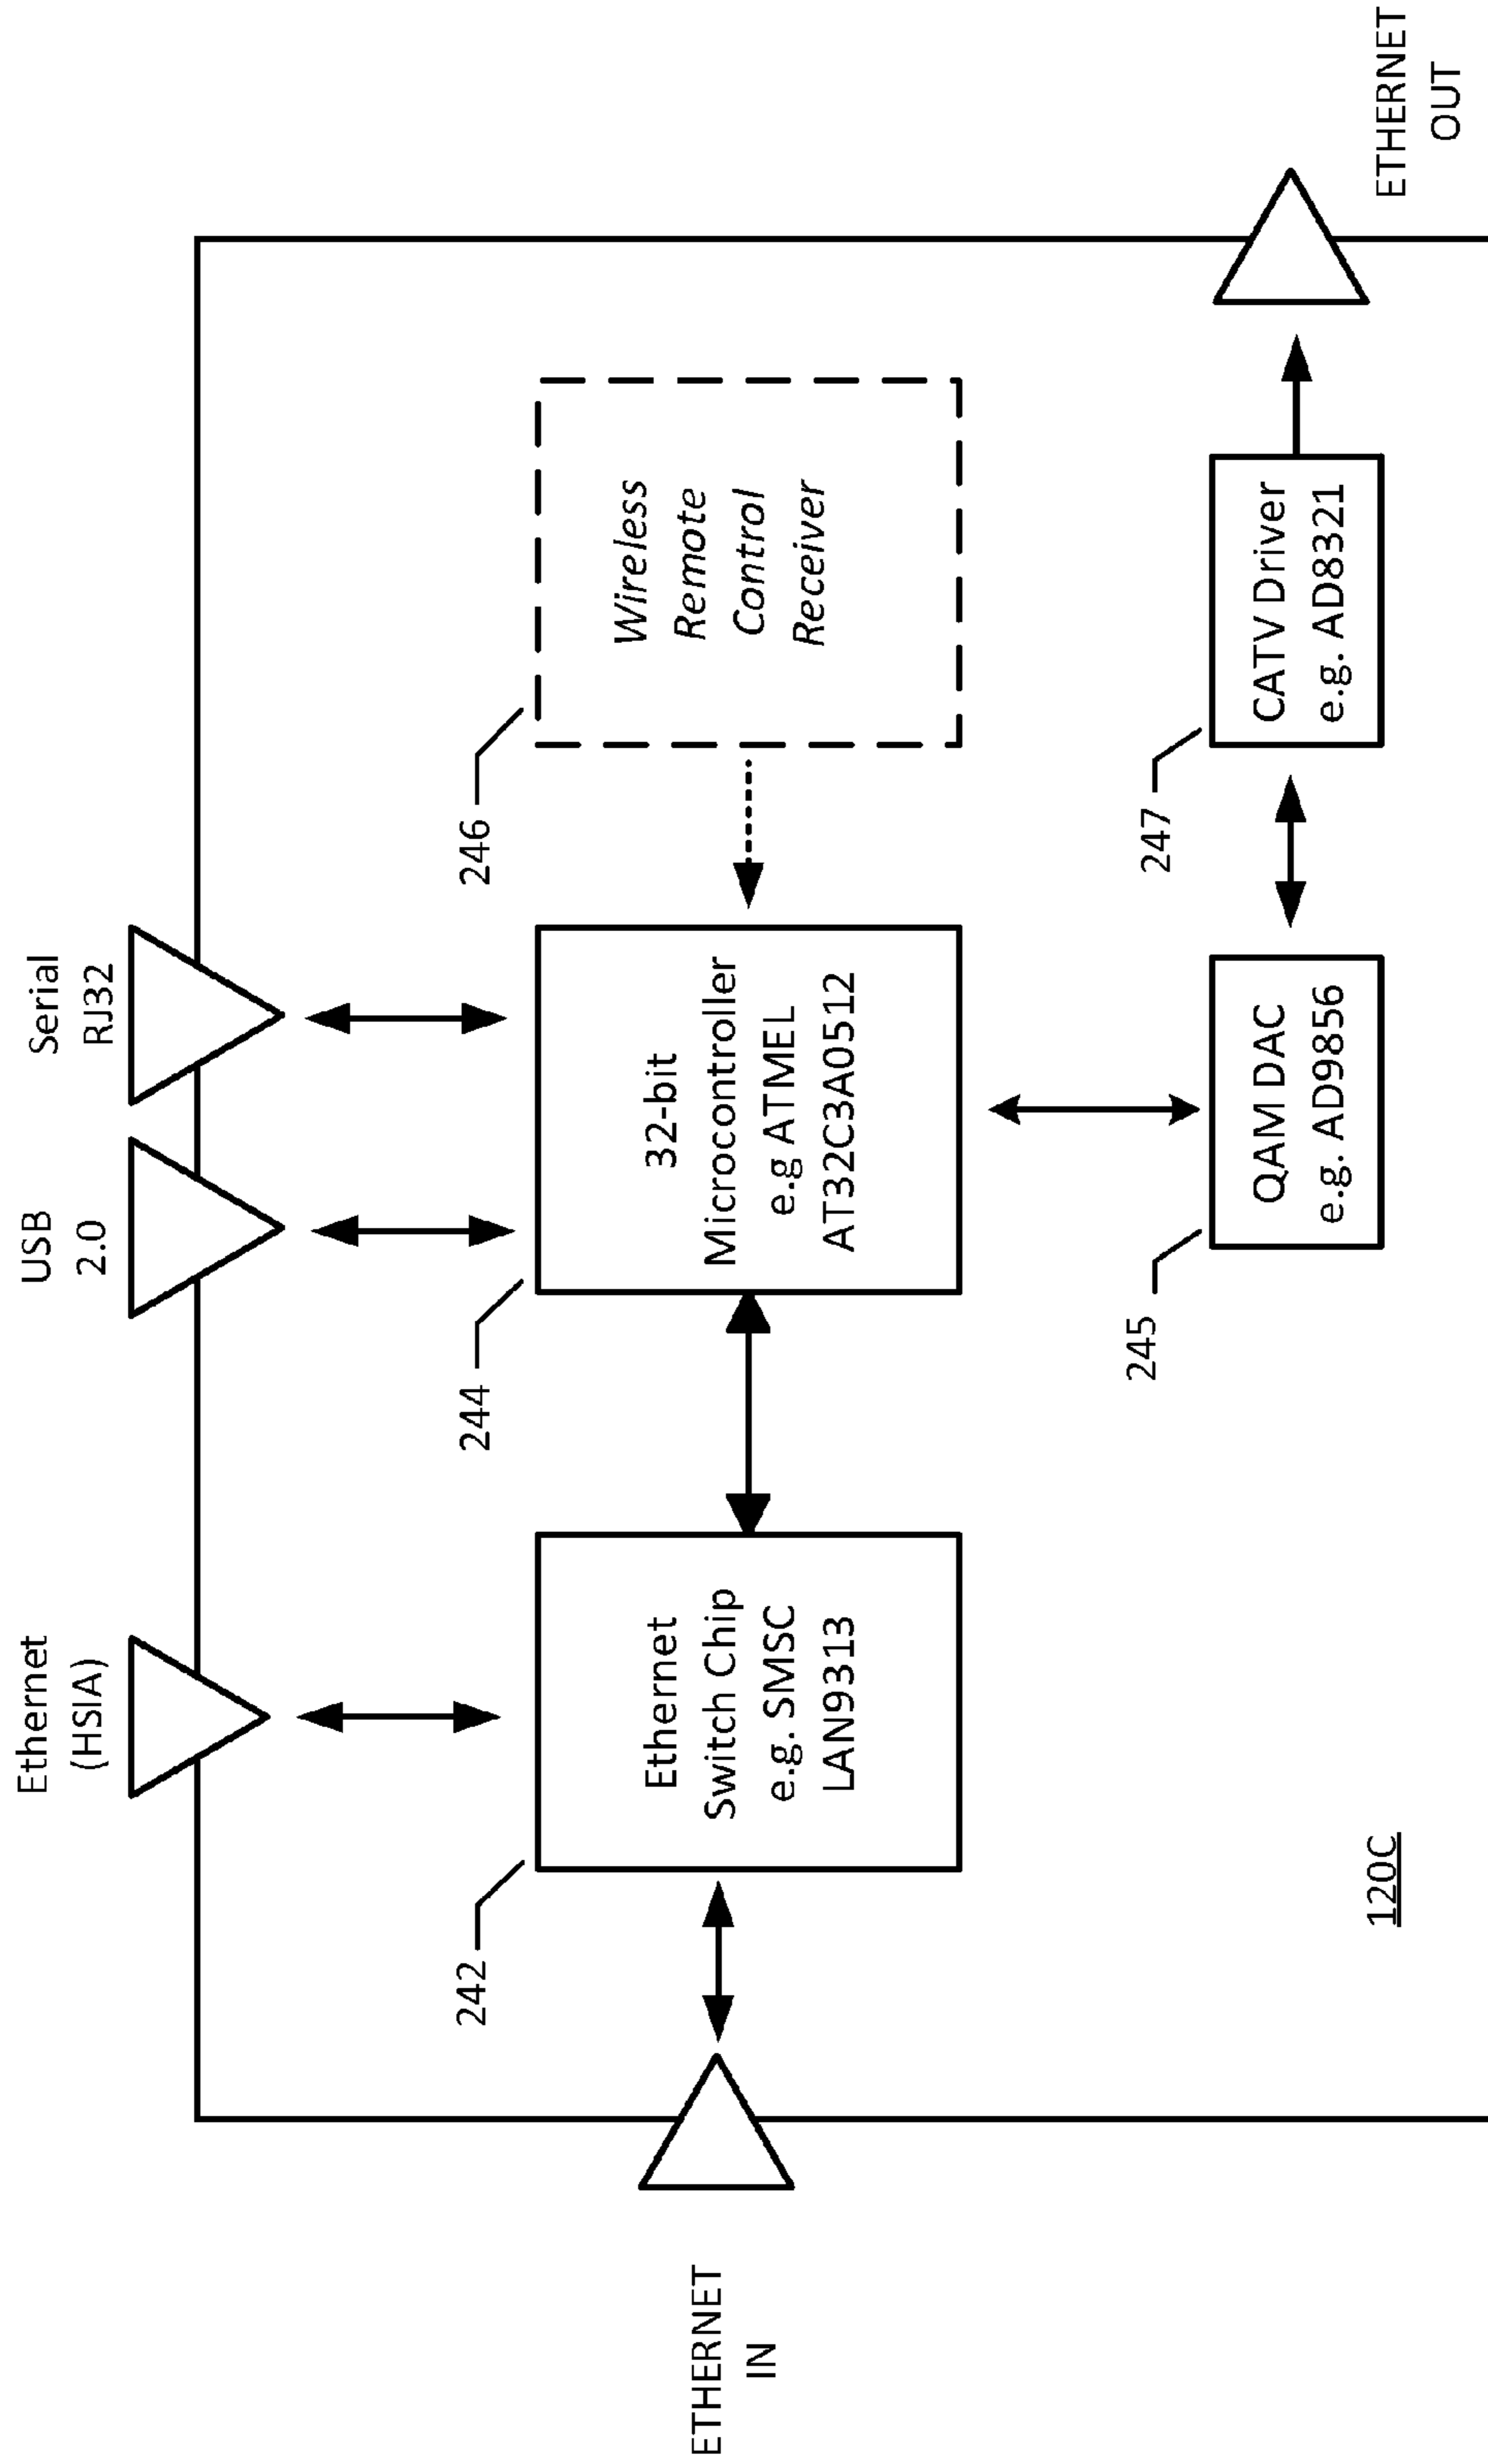 Ethernet
(HSIA)
USB
2.0
Serial
RJ32
242
244
246
ETHERNET
IN
Ethernet
Switch Chip
e.g. SMSC
LAN9313
32-bit
Microcontroller
e.g ATMEL
AT32C3A0512
Wireless
Remote
Control
Receiver
245
247
QAM DAC
e.g. AD9856
CATV Driver
e.g. AD8321
ETHERNET
OUT
120C